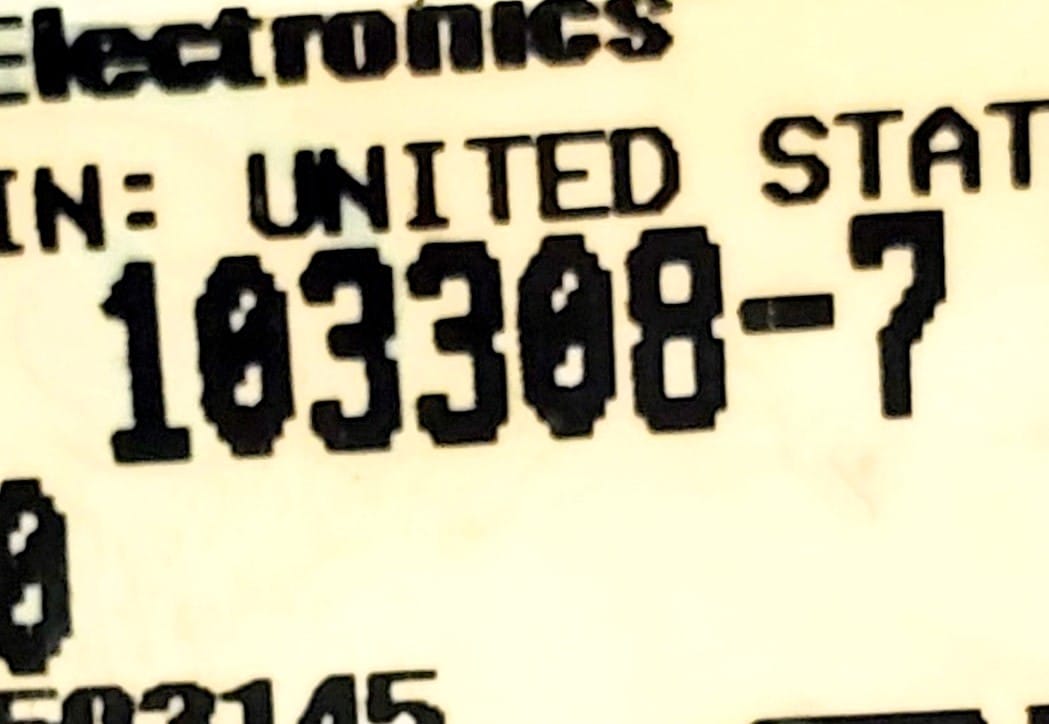 Electronics
IN: UNITED STAT
103308-7
0